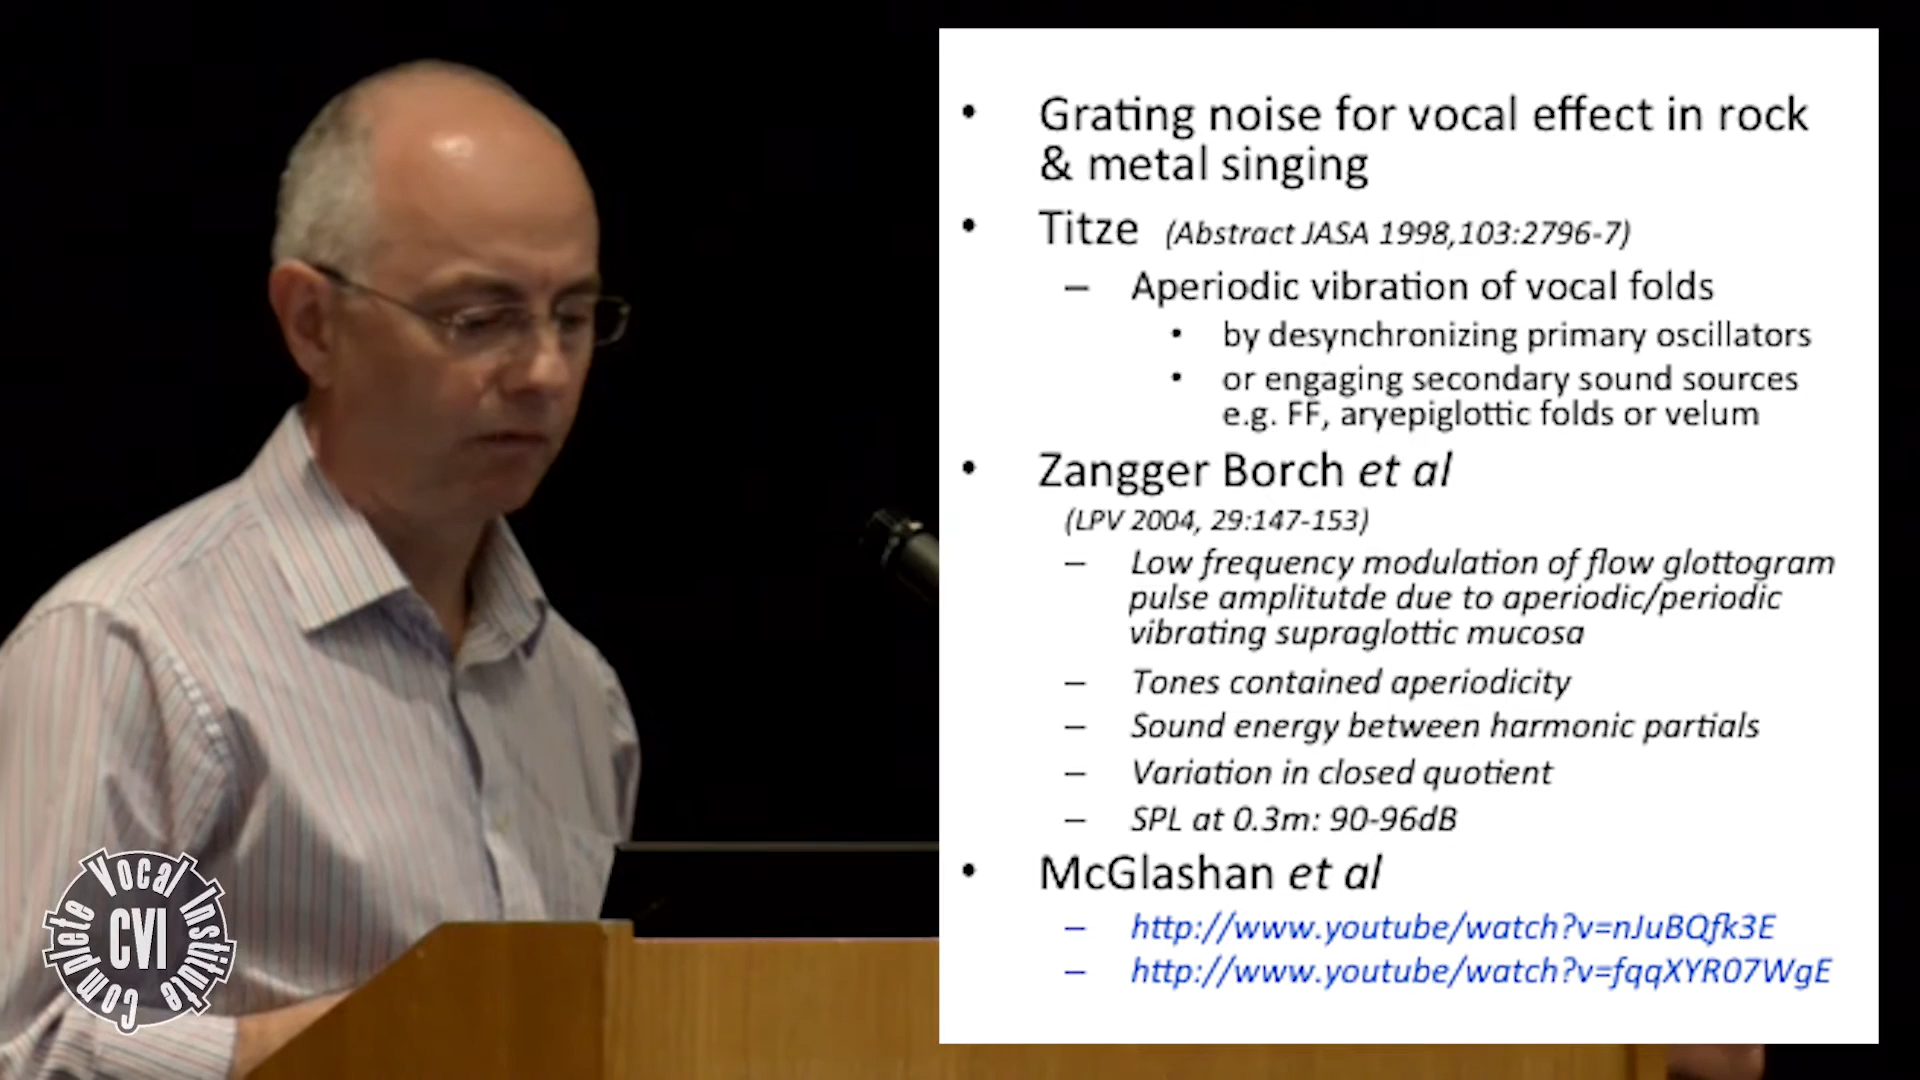 • Grating noise for vocal effect in rock
& metal singing
• Titze (Abstract JASA 1998,103:2796-7)
– Aperiodic vibration of vocal folds
• by desynchronizing primary oscillators
• or engaging secondary sound sources
e.g. FF, aryepiglottic folds or velum
• Zangger Borch et al
(LPV 2004, 29:147-153)
– Low frequency modulation of flow glottogram
pulse amplitutde due to aperiodic/periodic
vibrating supraglottic mucosa
– Tones contained aperiodicity
– Sound energy between harmonic partials
– Variation in closed quotient
– SPL at 0.3m: 90-96dB
• McGlashan et al
– http://www.youtube/watch?v=nJuBQfk3E
– http://www.youtube/watch?v=fqqXYR07WgE
Complete Vocal Institute
CVI